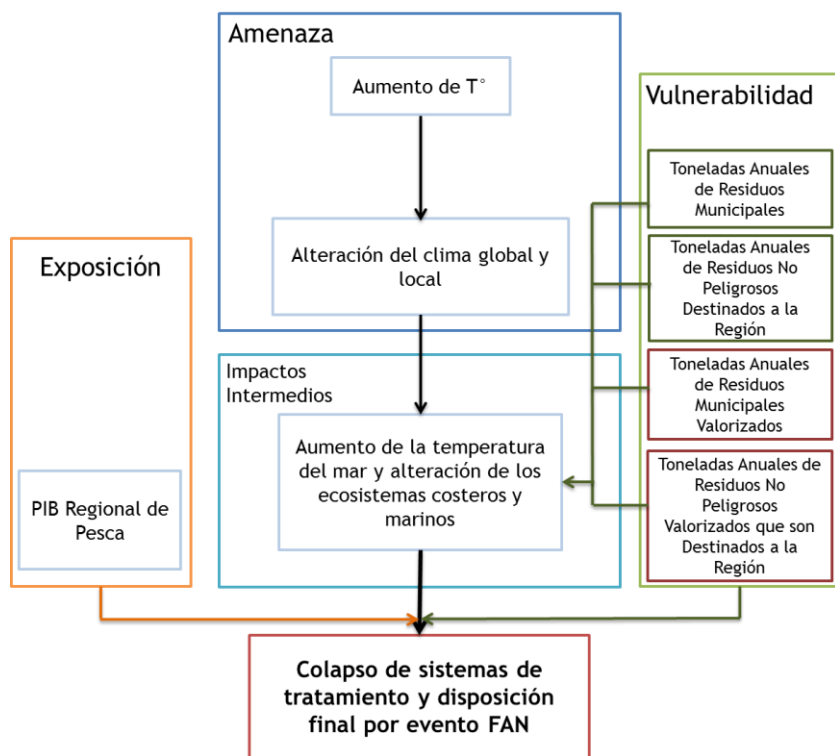 Amenaza
Aumento de T°
Alteración del clima global y
local
Exposición
PIB Regional de
Pesca
Impactos
Intermedios
Aumento de la temperatura
del mar y alteración de los
ecosistemas costeros y
marinos
Vulnerabilidad
Toneladas Anuales
de Residuos
Municipales
Toneladas Anuales
de Residuos No
Peligrosos
Destinados a la
Región
Toneladas Anuales
de Residuos
Municipales
Valorizados
Toneladas Anuales de
Residuos No
Peligrosos
Valorizados que son
Destinados a la
Región
Colapso de sistemas de
tratamiento y disposición
final por evento FAN